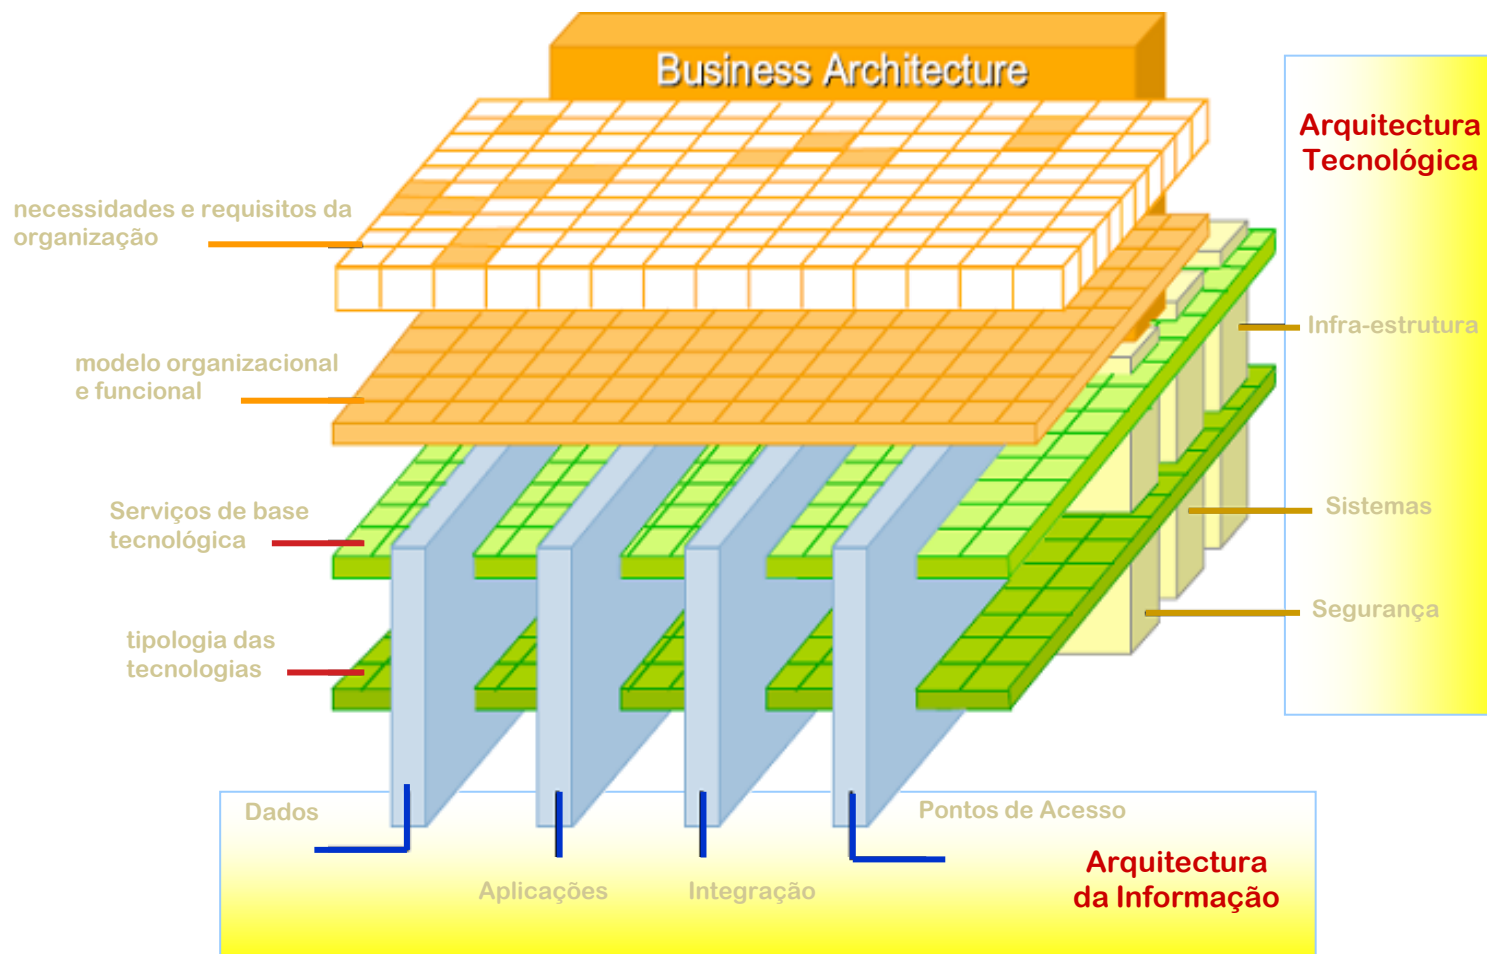 Business Architecture
Arquitectura
Tecnológica
necessidades e requisitos da
organização
Infra-estrutura
modelo organizacional
e funcional
Serviços de base
tecnológica
Sistemas
Segurança
tipologia das
tecnologias
Dados
Pontos de Acesso
Aplicações
Integração
Arquitectura
da Informação